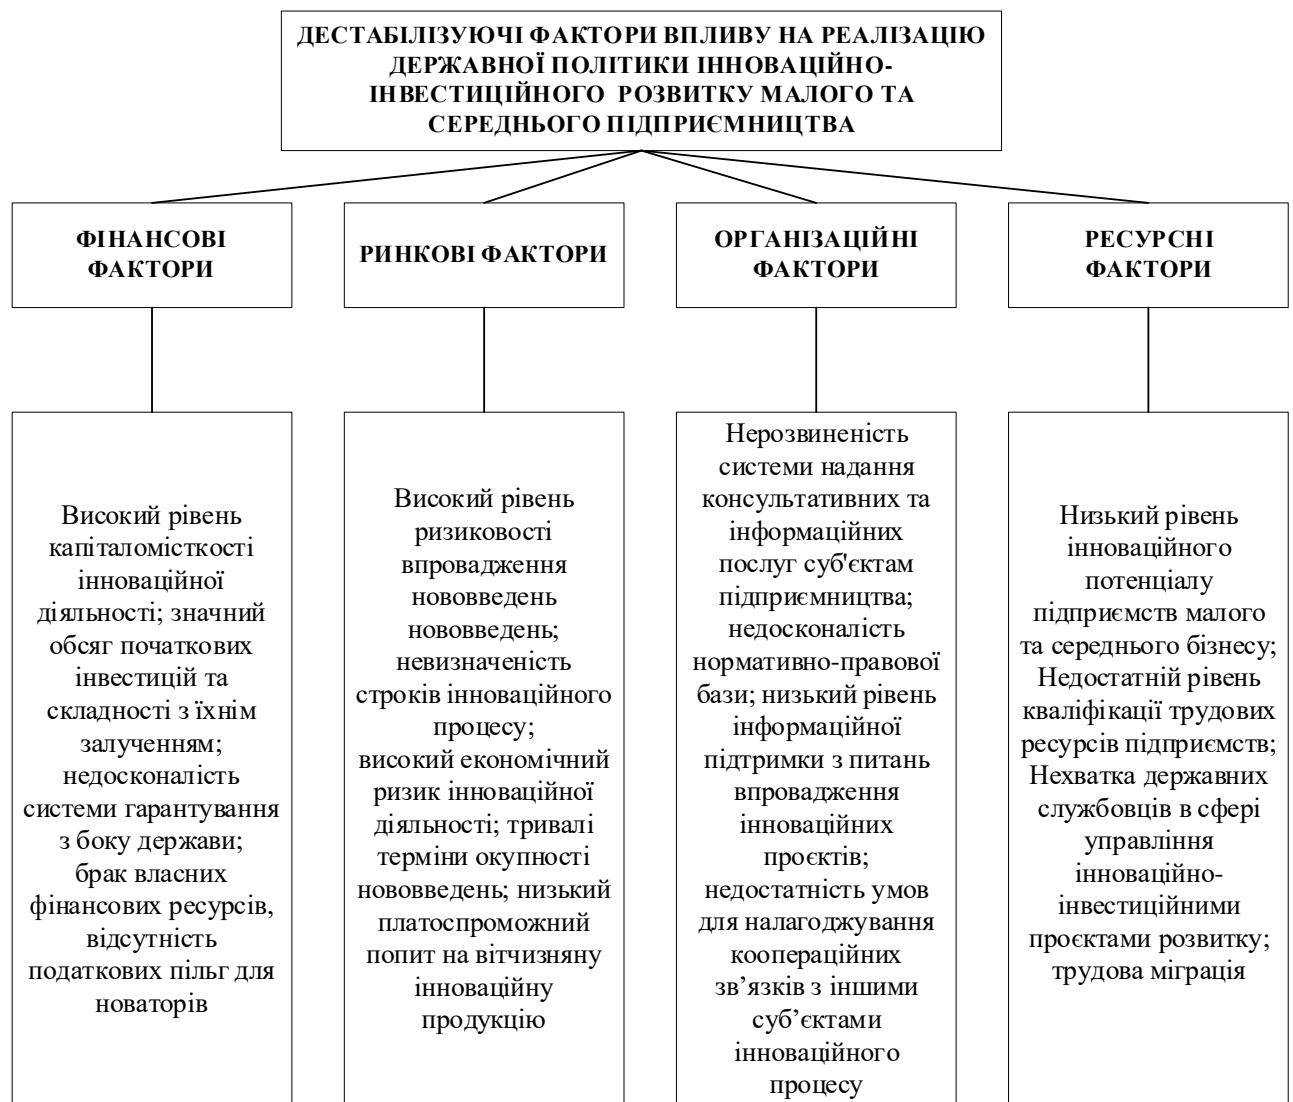 ДЕСТАБІЛІЗУЮЧІ ФАКТОРИ ВПЛИВУ НА РЕАЛІЗАЦІЮ
ДЕРЖАВНОЇ ПОЛІТИКИ ІННОВАЦІЙНО-
ІНВЕСТИЦІЙНОГО РОЗВИТКУ МАЛОГО ТА
СЕРЕДНЬОГО ПІДПРИЄМНИЦТВА
ФІНАНСОВІ
ФАКТОРИ
РИНКОВІ ФАКТОРИ
ОРГАНІЗАЦІЙНІ
ФАКТОРИ
РЕСУРСНІ
ФАКТОРИ
Високий рівень
капіталомісткості
інноваційної
діяльності; значний
обсяг початкових
інвестицій та
складності з їхнім
залученням;
недосконалість
системи гарантування
з боку держави;
брак власних
фінансових ресурсів,
відсутність
податкових пільг для
новаторів
Високий рівень
ризиковості
впровадження
нововведень
нововведень;
невизначеність
строків інноваційного
процесу;
високий економічний
ризик інноваційної
діяльності; тривалі
терміни окупності
нововведень; низький
платоспроможний
попит на вітчизняну
інноваційну
продукцію
Нерозвиненість
системи надання
консультативних та
інформаційних
послуг суб'єктам
підприємництва;
недосконалість
нормативно-правової
бази; низький рівень
інформаційної
підтримки з питань
впровадження
інноваційних
проєктів;
недостатність умов
для налагоджування
коопераційних
зв’язків з іншими
суб’єктами
інноваційного
процесу
Низький рівень
інноваційного
потенціалу
підприємств малого
та середнього бізнесу;
Недостатній рівень
кваліфікації трудових
ресурсів підприємств;
Нехватка державних
службовців в сфері
управління
інноваційно-
інвестиційними
проєктами розвитку;
трудова міграція